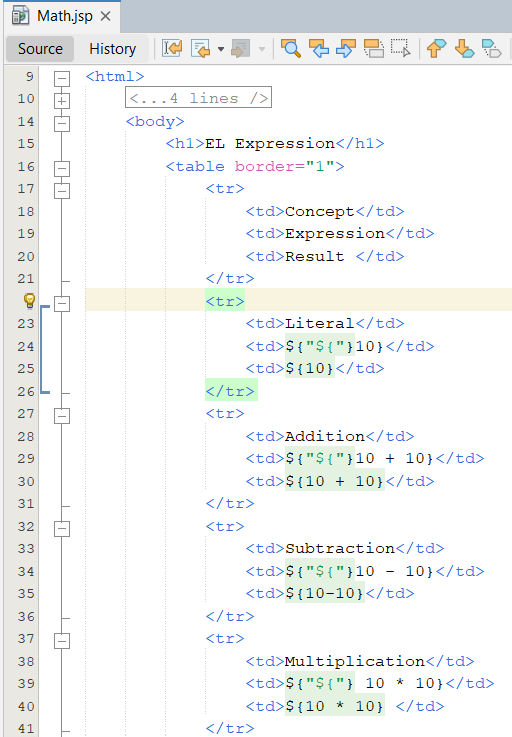 Math.jsp
Source History
9 <html>
10 <...4 lines />
14 <body>
15 <h1>EL Expression</h1>
16 <table border="1">
17 <tr>
18 <td>Concept</td>
19 <td>Expression</td>
20 <td>Result </td>
21 </tr>
<tr>
23 <td>Literal</td>
24 <td>${"${"}10}</td>
25 <td>${10}</td>
26 </tr>
27 <tr>
28 <td>Addition</td>
29 <td>${"${"}10 + 10}</td>
30 <td>${10 + 10}</td>
31 </tr>
32 <tr>
33 <td>Subtraction</td>
34 <td>${"${"}10 - 10}</td>
35 <td>${10-10}</td>
36 </tr>
37 <tr>
38 <td>Multiplication</td>
39 <td>${"${"} 10 * 10}</td>
40 <td>${10 * 10} </td>
41 </tr>